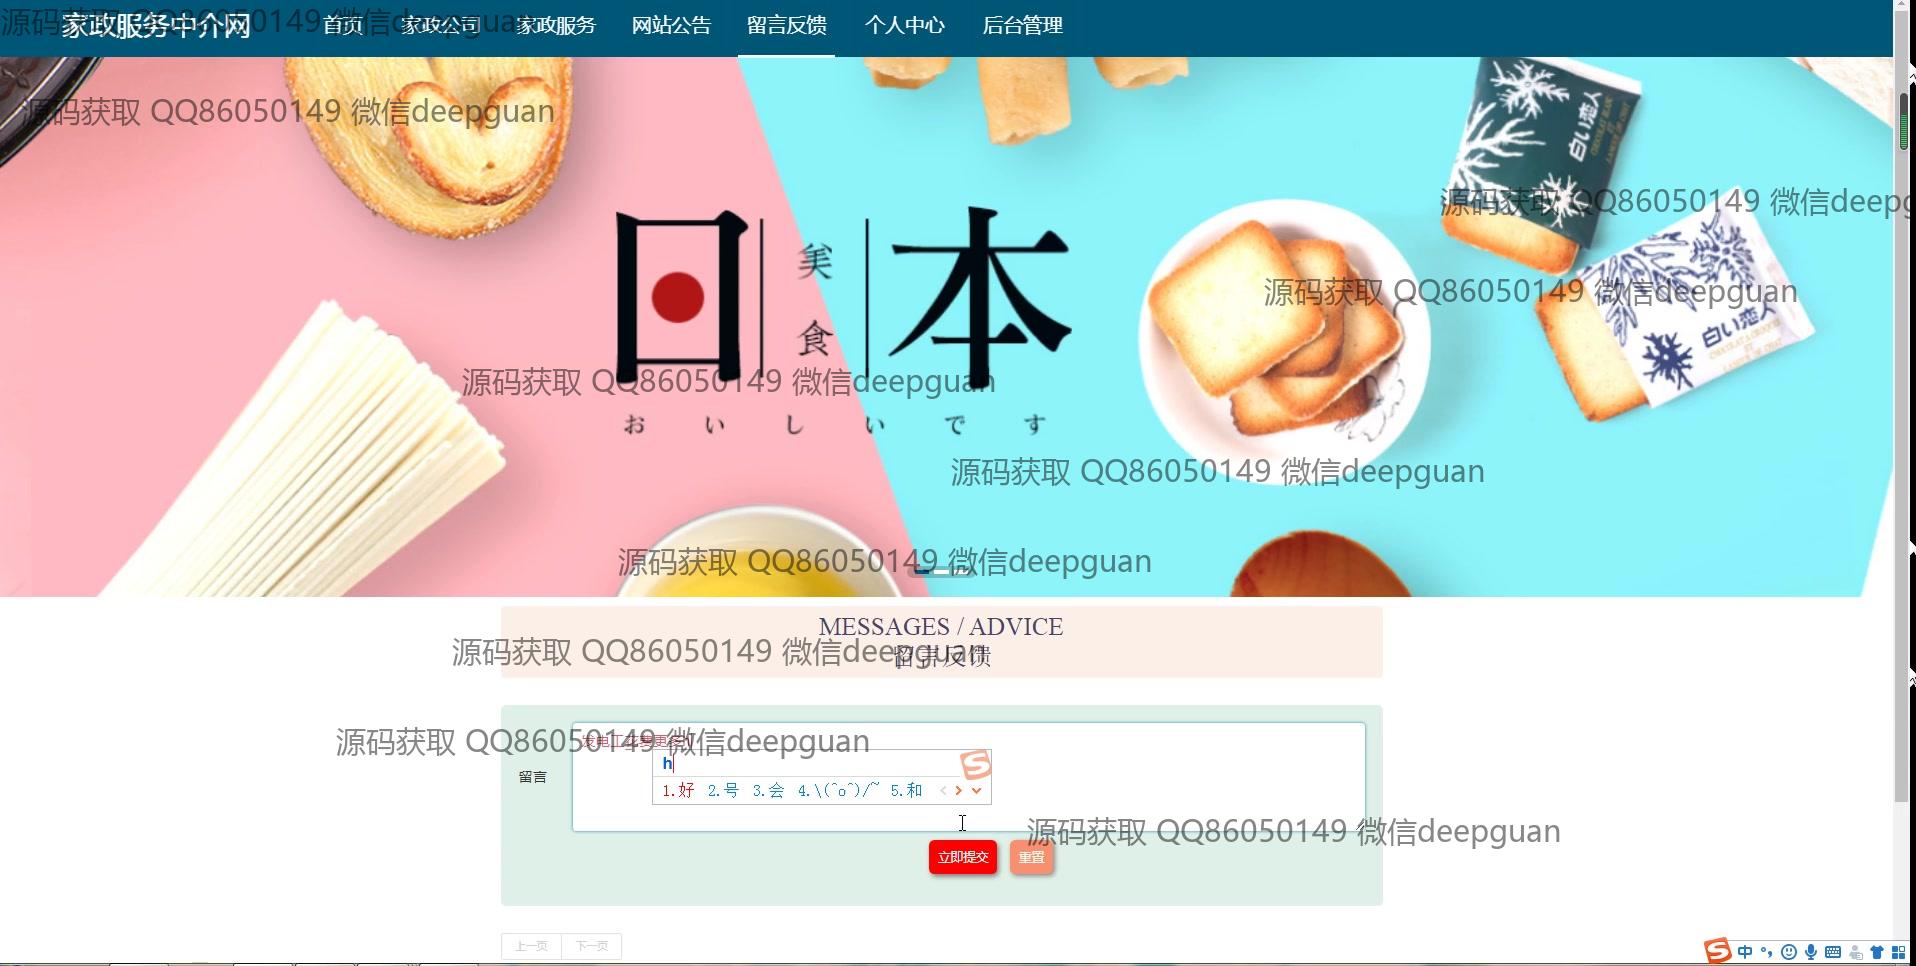 家政服务中介网 首页 家政公司 家政服务 网站公告 留言反馈 个人中心 后台管理
源码获取 QQ86050149 微信deepguan
源码获取 QQ86050149 微信deepguan
白い恋人
源码获取 QQ86050149 微信deepg
日 美食 本
源码获取 QQ86050149 微信deepguan
白い恋人
源码获取 QQ86050149 微信deepguan
おいしいです
源码获取 QQ86050149 微信deepguan
源码获取 QQ86050149 微信deepguan
MESSAGES / ADVICE
留言反馈
源码获取 QQ86050149 微信deepguan
源码获取 QQ86050149 微信deepguan
h
留言
1.好 2.号 3.会 4.\(^o^)/~ 5.和
源码获取 QQ86050149 微信deepguan
立即提交 重置
上一页 下一页
中